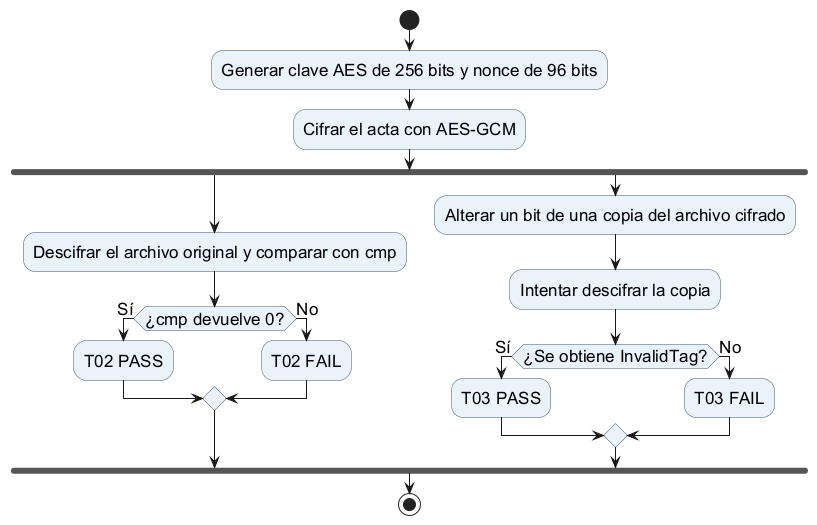 Generar clave AES de 256 bits y nonce de 96 bits
Cifrar el acta con AES-GCM
Descifrar el archivo original y comparar con cmp
¿cmp devuelve 0?
Sí
No
T02 PASS
T02 FAIL
Alterar un bit de una copia del archivo cifrado
Intentar descifrar la copia
¿Se obtiene InvalidTag?
Sí
No
T03 PASS
T03 FAIL